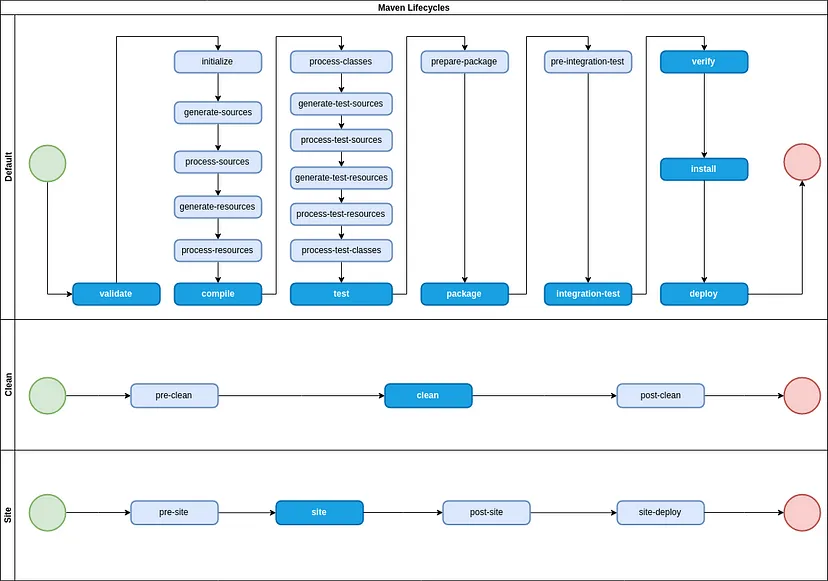 Maven Lifecycles
Default
validate
initialize
generate-sources
process-sources
generate-resources
process-resources
compile
process-classes
generate-test-sources
process-test-sources
generate-test-resources
process-test-resources
process-test-classes
test
prepare-package
package
pre-integration-test
integration-test
verify
install
deploy
Clean
pre-clean
clean
post-clean
Site
pre-site
site
post-site
site-deploy